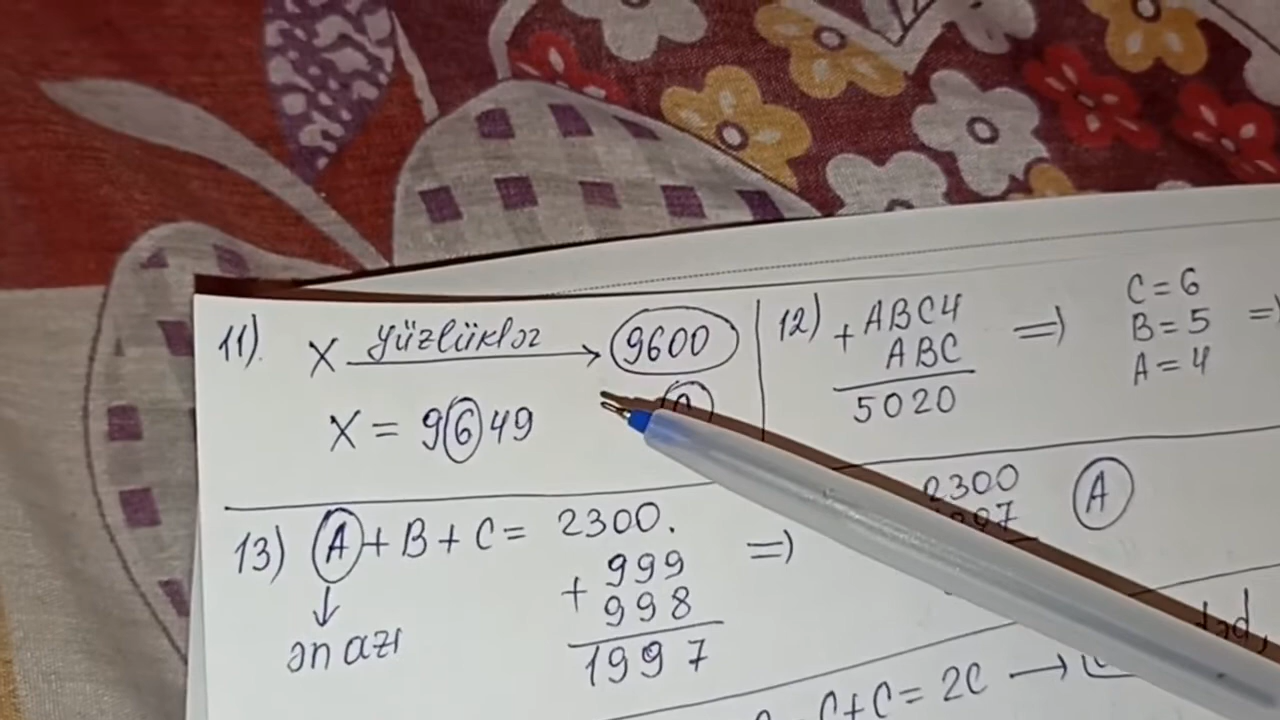 11). X yüzlüklər → 9600
X = 9649
12) + ABC4
ABC
5020
=>
C = 6
B = 5
A = 4
=>
13) A + B + C = 2300.
↓
ən azı
+ 999
998
1997
=>
2300
A
C + C = 2C →